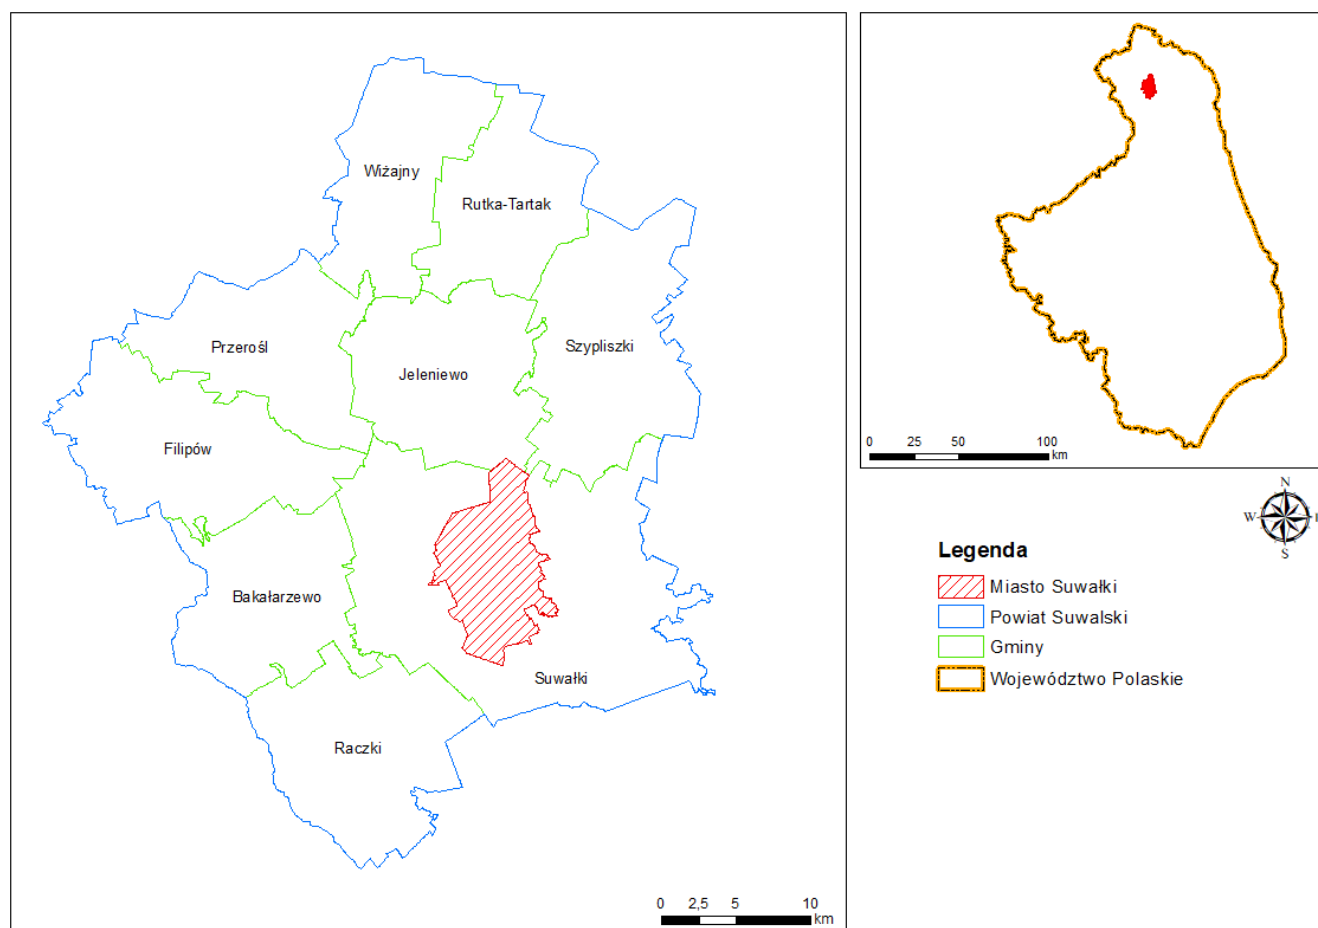 Wiżajny
Rutka-Tartak
Szypliszki
Przerośl
Jeleniewo
Filipów
Bakałarzewo
Suwałki
Raczki
0 2,5 5 10
km
0 25 50 100
km
N
W E
S
Legenda
Miasto Suwałki
Powiat Suwalski
Gminy
Województwo Polaskie